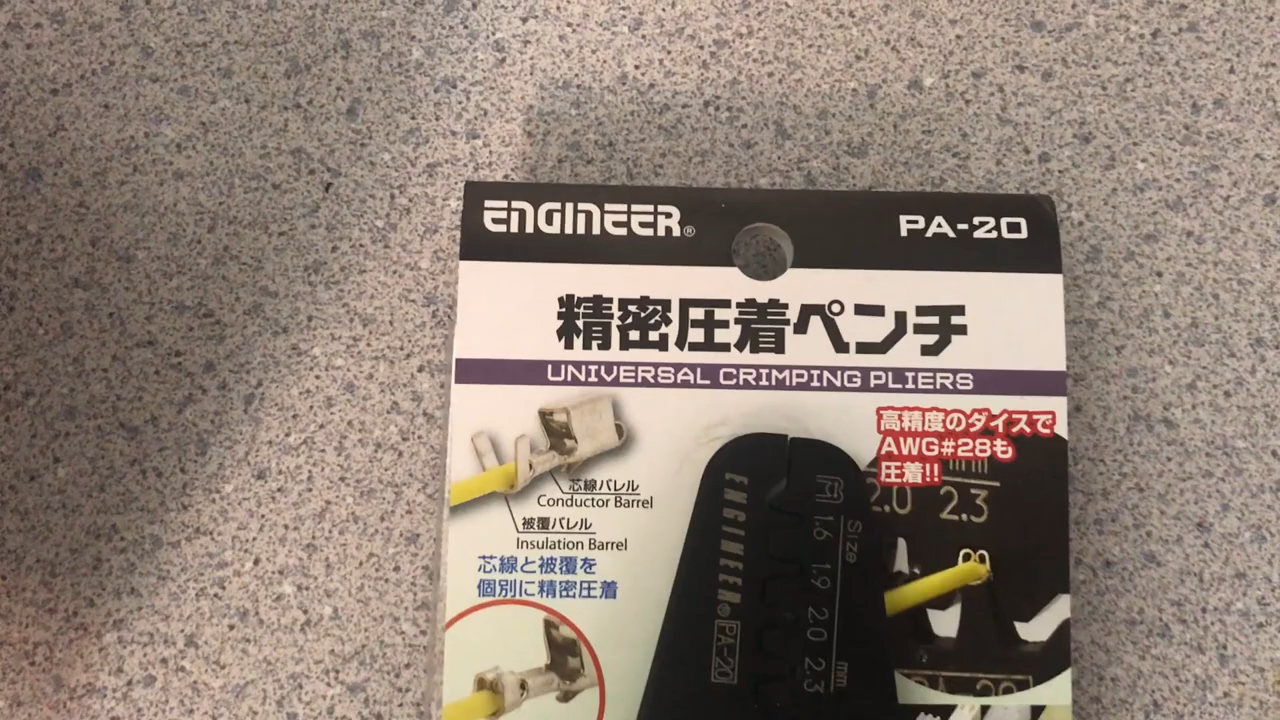 ENGINEER®
PA-20
精密圧着ペンチ
UNIVERSAL CRIMPING PLIERS
高精度のダイスで
AWG#28も
圧着!!
芯線バレル
Conductor Barrel
被覆バレル
Insulation Barrel
芯線と被覆を
個別に精密圧着
ENGINEER® PA-20
Size
1.6 1.9 2.0 2.3 mm
mm
2.0 2.3
PA-20